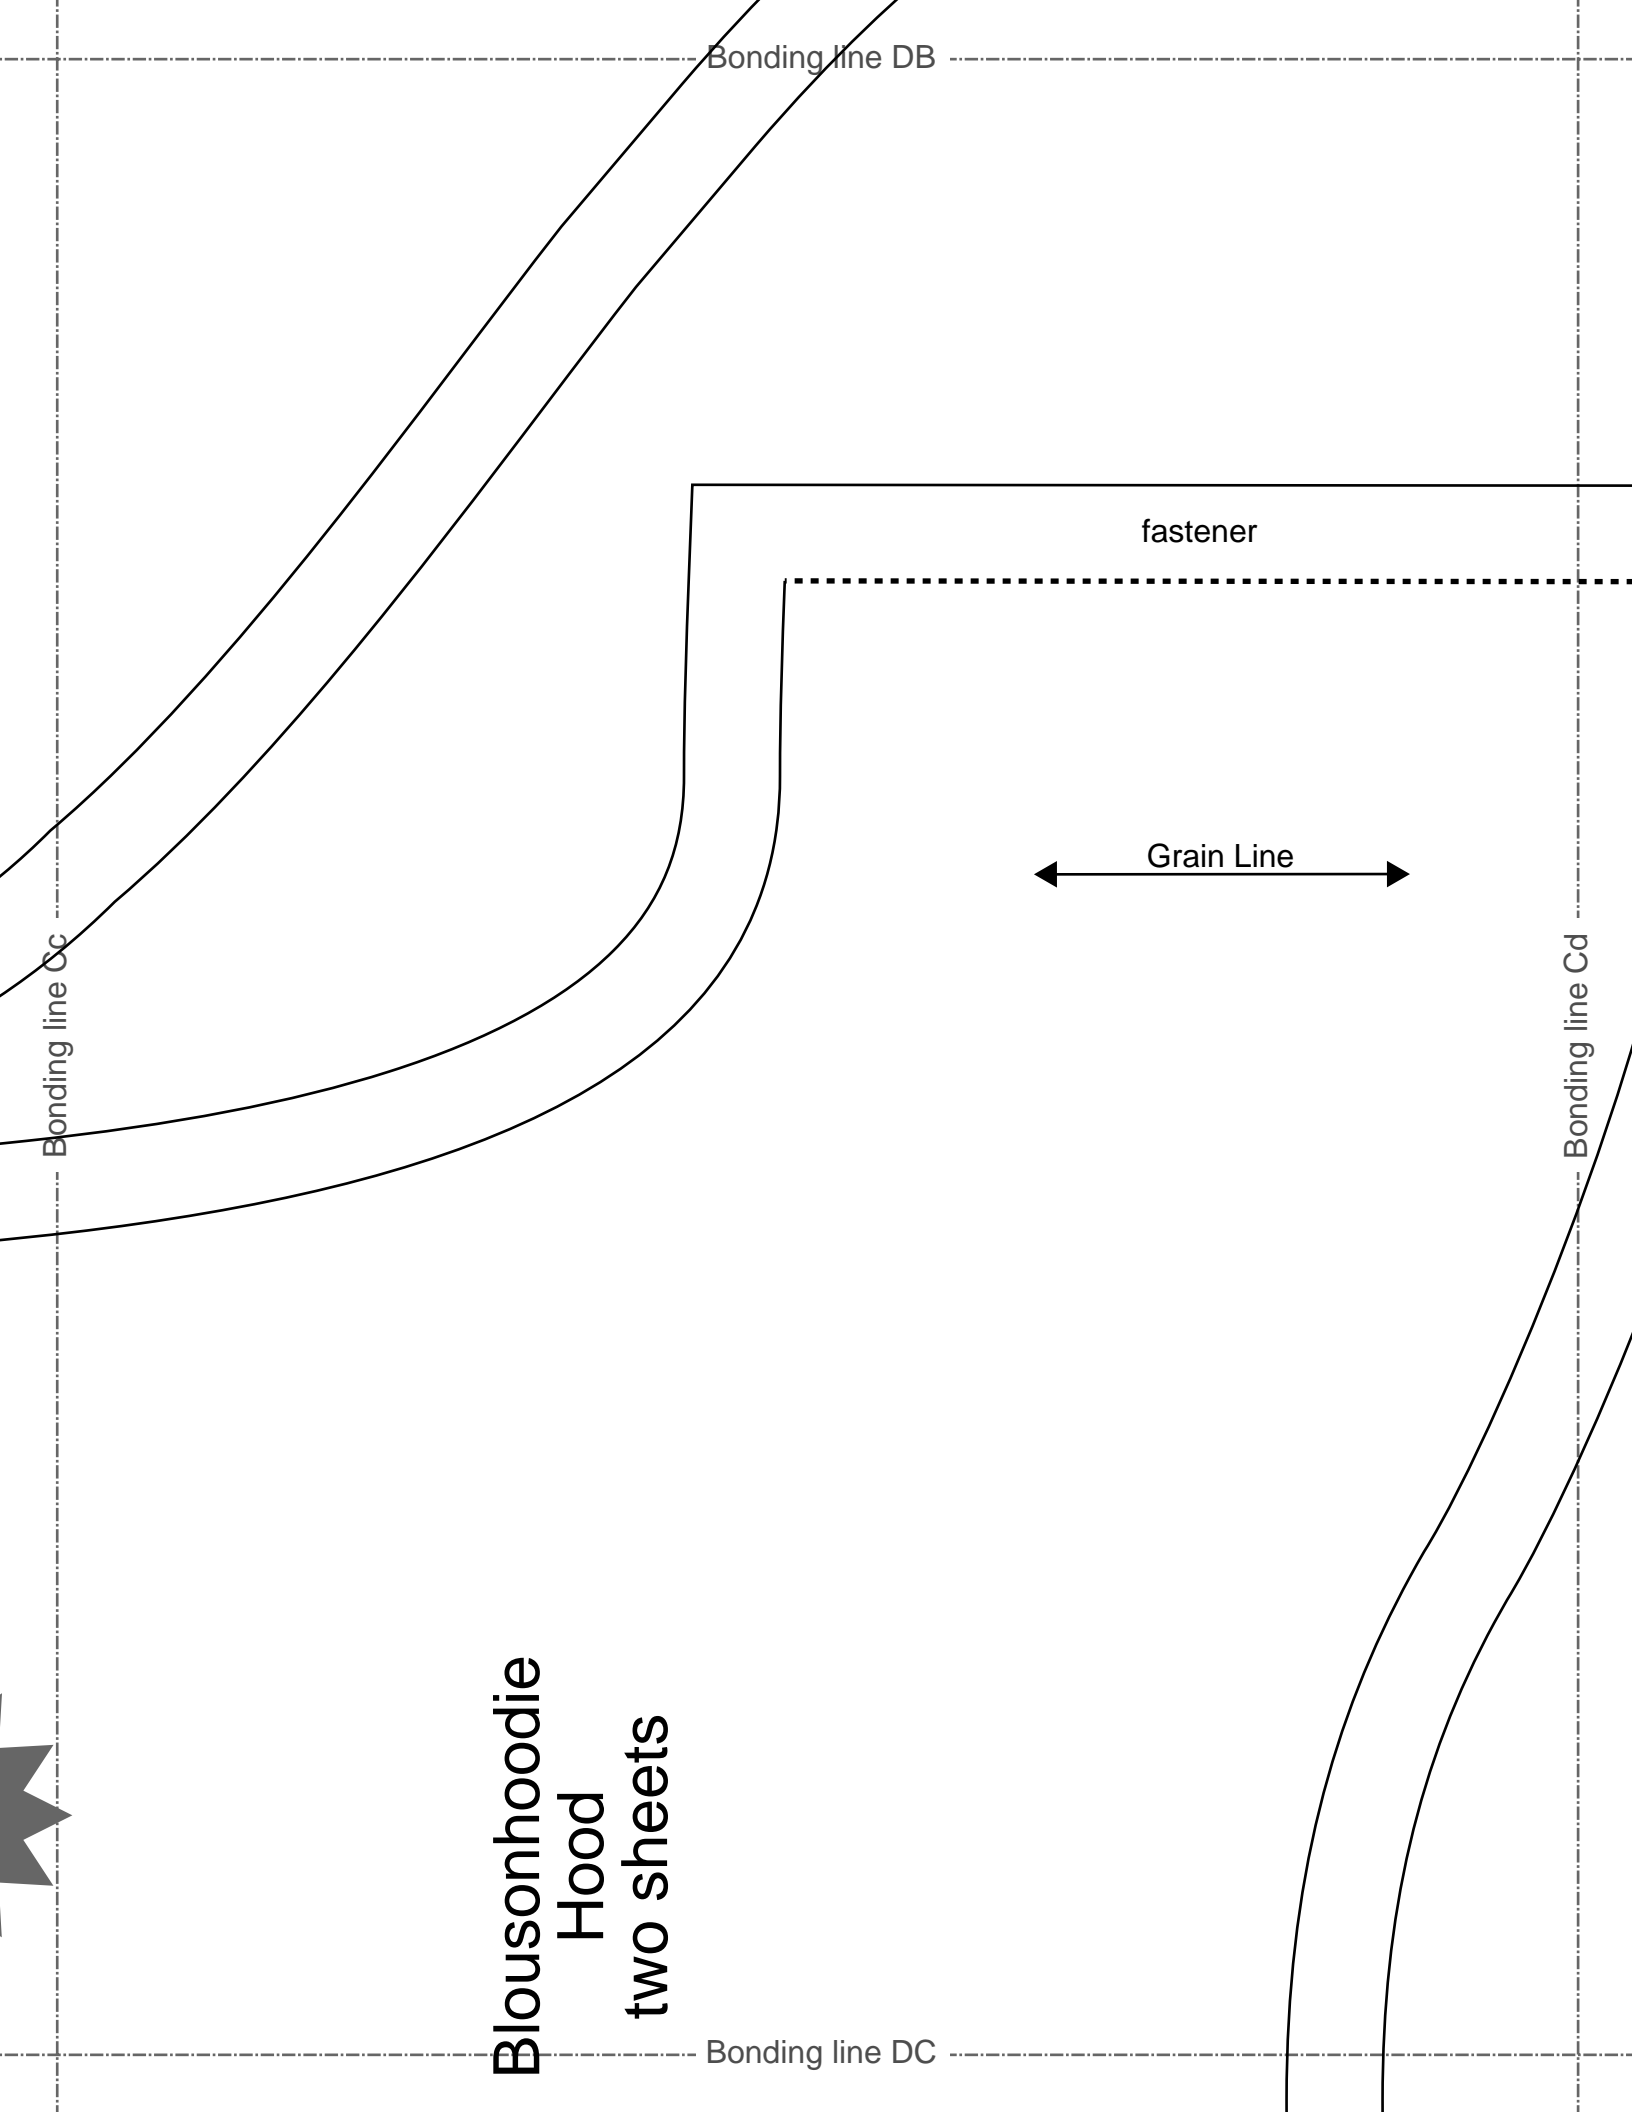 Bonding line DB
fastener
Grain Line
Bonding line Cc
Bonding line Cd
Blousonhoodie
Hood
two sheets
Bonding line DC